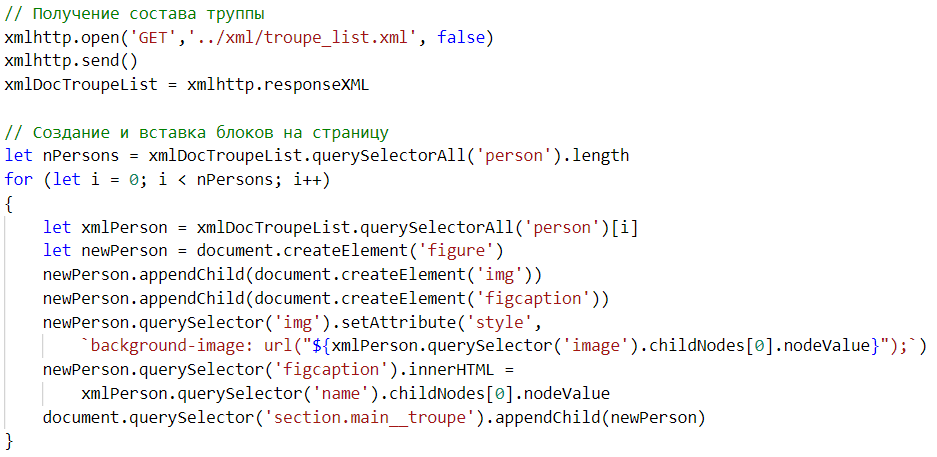 // Получение состава труппы
xmlhttp.open('GET','../xml/troupe_list.xml', false)
xmlhttp.send()
xmlDocTroupeList = xmlhttp.responseXML

// Создание и вставка блоков на страницу
let nPersons = xmlDocTroupeList.querySelectorAll('person').length
for (let i = 0; i < nPersons; i++)
{
    let xmlPerson = xmlDocTroupeList.querySelectorAll('person')[i]
    let newPerson = document.createElement('figure')
    newPerson.appendChild(document.createElement('img'))
    newPerson.appendChild(document.createElement('figcaption'))
    newPerson.querySelector('img').setAttribute('style',
        `background-image: url("${xmlPerson.querySelector('image').childNodes[0].nodeValue}");`)
    newPerson.querySelector('figcaption').innerHTML =
        xmlPerson.querySelector('name').childNodes[0].nodeValue
    document.querySelector('section.main__troupe').appendChild(newPerson)
}